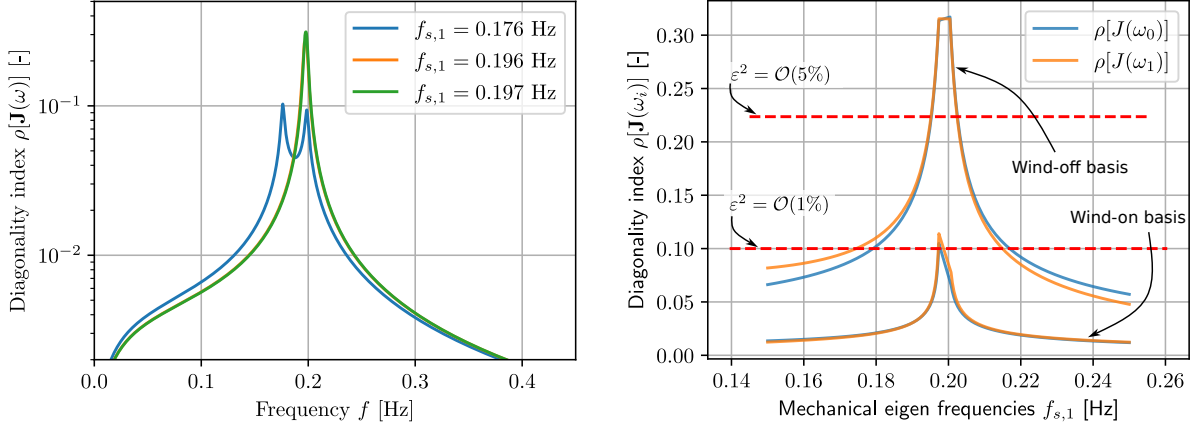 Diagonality index ρ[J(ω)] [-]
10⁻¹
10⁻²
f_{s,1} = 0.176 Hz
f_{s,1} = 0.196 Hz
f_{s,1} = 0.197 Hz
0.0 0.1 0.2 0.3 0.4
Frequency f [Hz]
Diagonality index ρ[J(ω_i)] [-]
0.30
0.25
0.20
0.15
0.10
0.05
0.00
ρ[J(ω_0)]
ρ[J(ω_1)]
ε² = 𝒪(5%)
Wind-off basis
ε² = 𝒪(1%)
Wind-on basis
0.14 0.16 0.18 0.20 0.22 0.24 0.26
Mechanical eigen frequencies f_{s,1} [Hz]